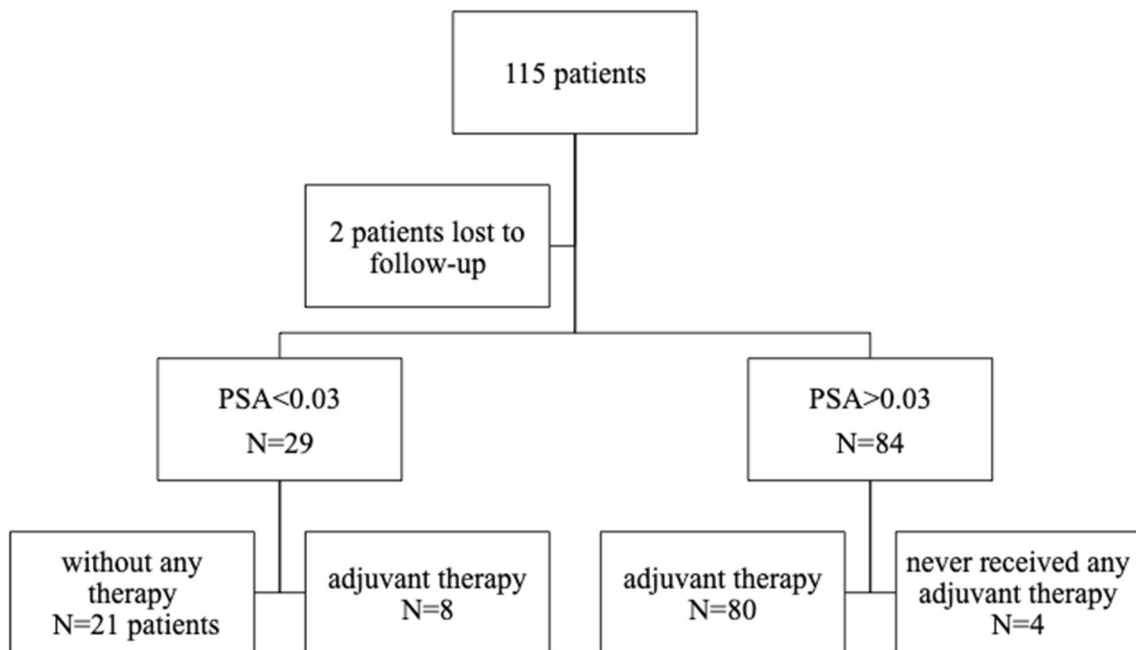 115 patients
2 patients lost to
follow-up
PSA<0.03
N=29
PSA>0.03
N=84
without any
therapy
N=21 patients
adjuvant therapy
N=8
adjuvant therapy
N=80
never received any
adjuvant therapy
N=4